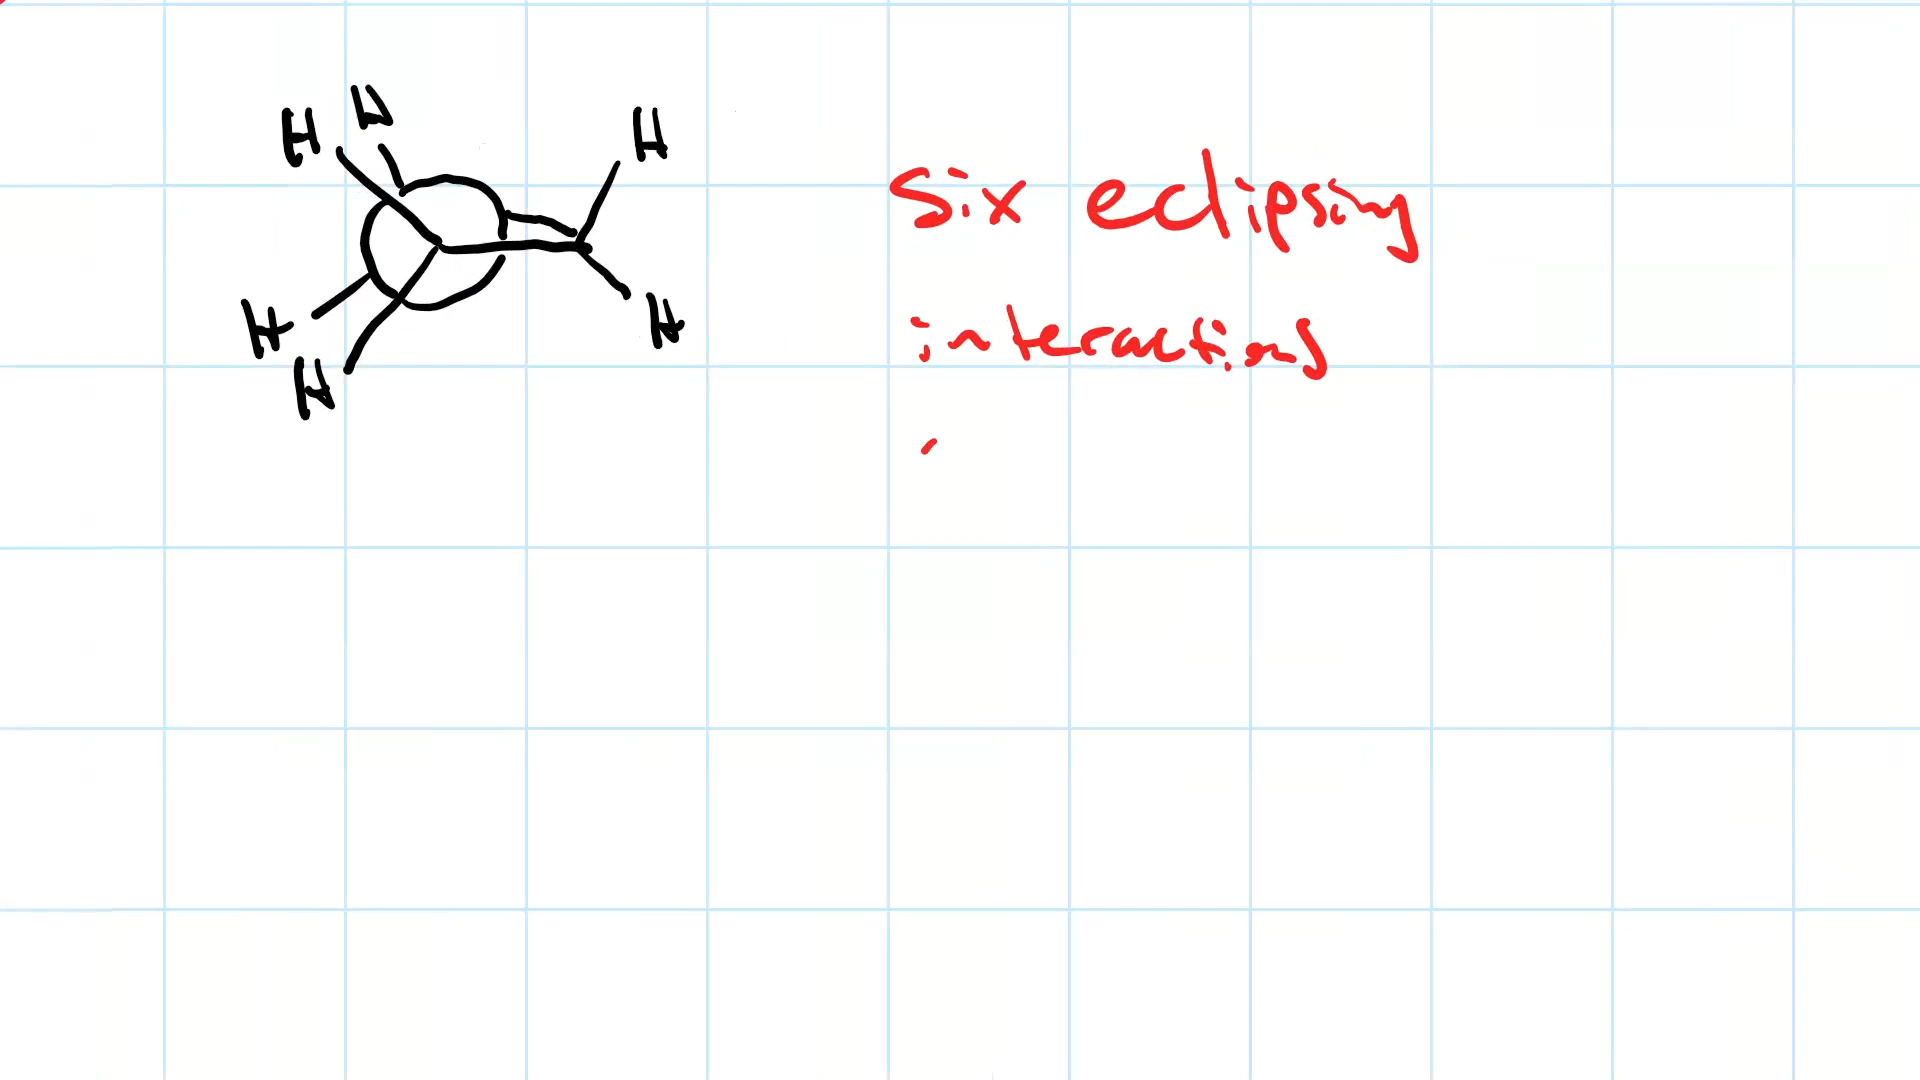 H H H
H H
H
Six eclipsing
interactions